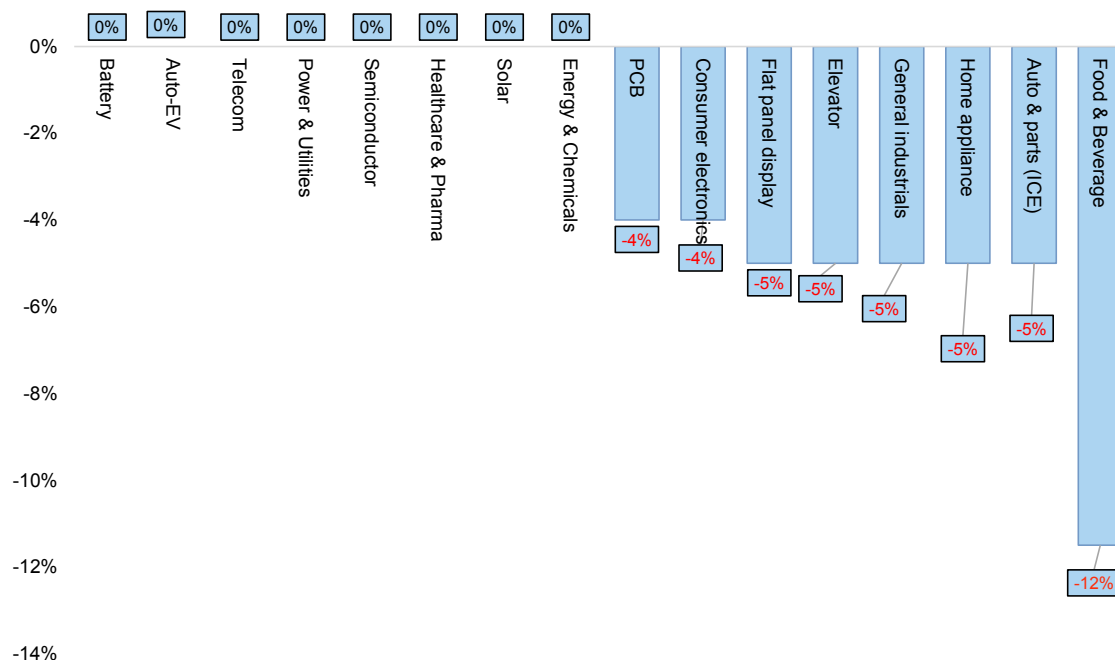 0%
0%
0%
0%
0%
0%
0%
0%
0%
-2%
-4%
-6%
-8%
-10%
-12%
-14%
Battery
Auto-EV
Telecom
Power & Utilities
Semiconductor
Healthcare & Pharma
Solar
Energy & Chemicals
PCB
Consumer electronics
Flat panel display
Elevator
General industrials
Home appliance
Auto & parts (ICE)
Food & Beverage
-4%
-4%
-5%
-5%
-5%
-5%
-5%
-12%